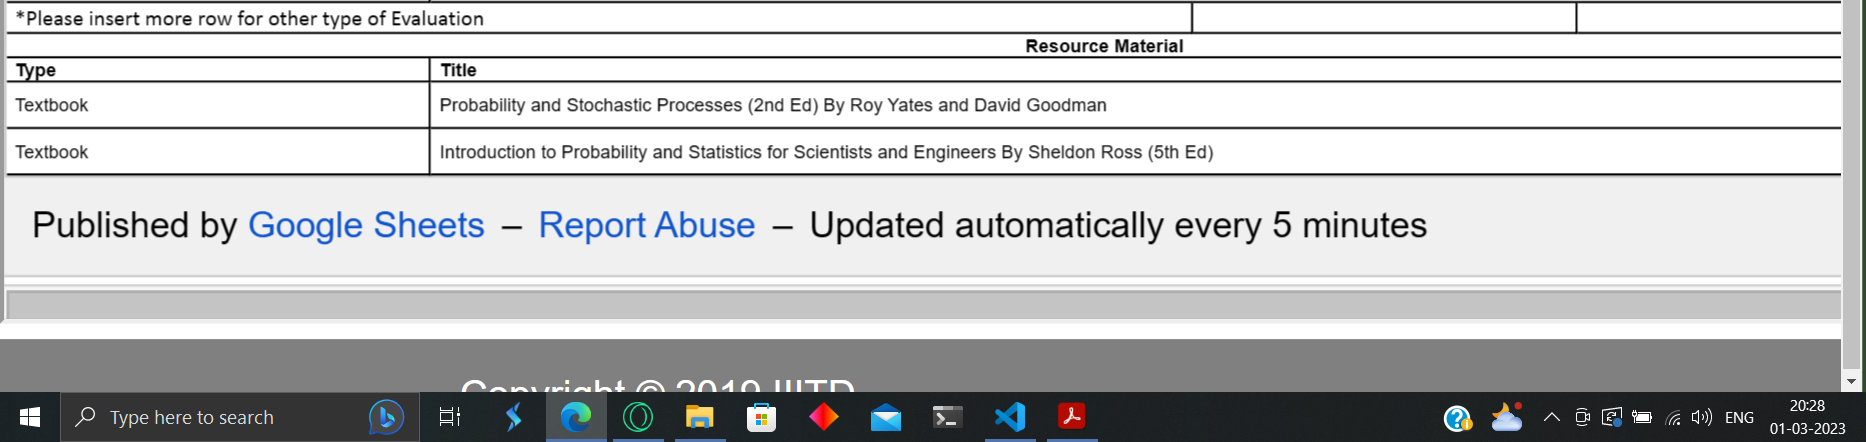 *Please insert more row for other type of Evaluation
Resource Material
Type Title
Textbook Probability and Stochastic Processes (2nd Ed) By Roy Yates and David Goodman
Textbook Introduction to Probability and Statistics for Scientists and Engineers By Sheldon Ross (5th Ed)
Published by Google Sheets – Report Abuse – Updated automatically every 5 minutes
Copyright © 2019 IIITD
Type here to search
ENG
20:28
01-03-2023